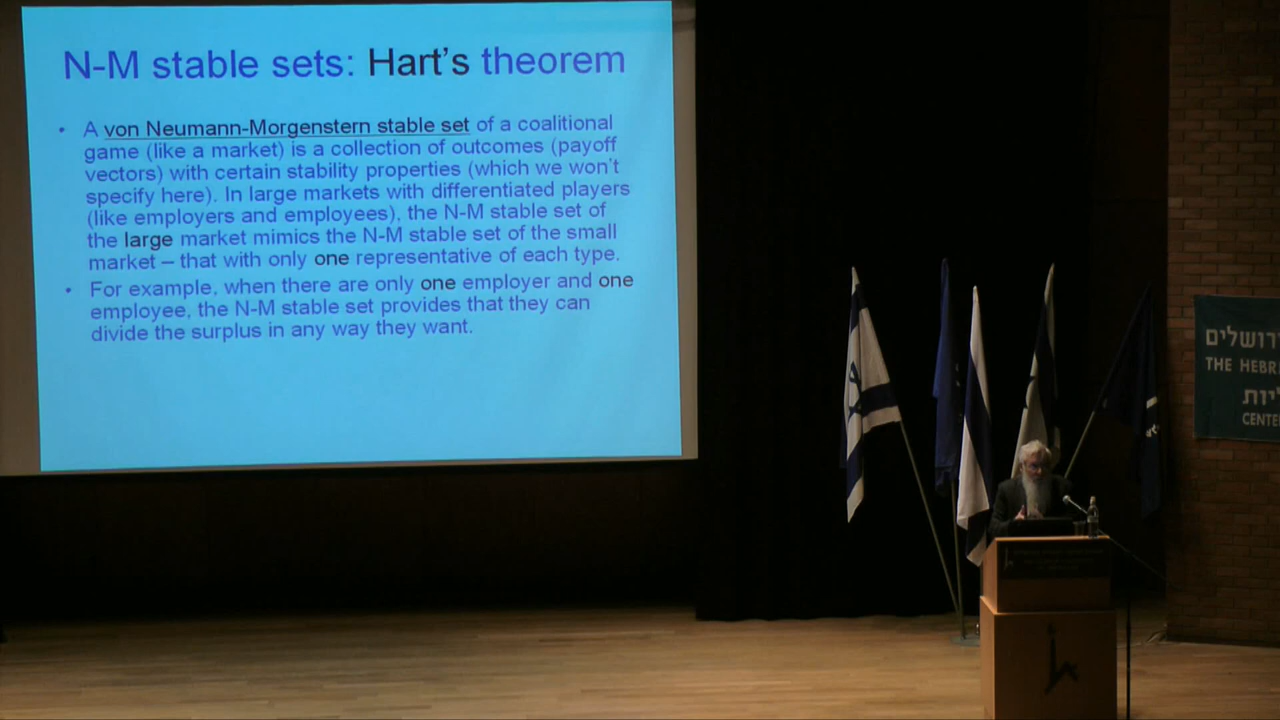 N-M stable sets: Hart's theorem
• A von Neumann-Morgenstern stable set of a coalitional
game (like a market) is a collection of outcomes (payoff
vectors) with certain stability properties (which we won't
specify here). In large markets with differentiated players
(like employers and employees), the N-M stable set of
the large market mimics the N-M stable set of the small
market – that with only one representative of each type.
• For example, when there are only one employer and one
employee, the N-M stable set provides that they can
divide the surplus in any way they want.
ירושלים
THE HEBR
יות
CENTE